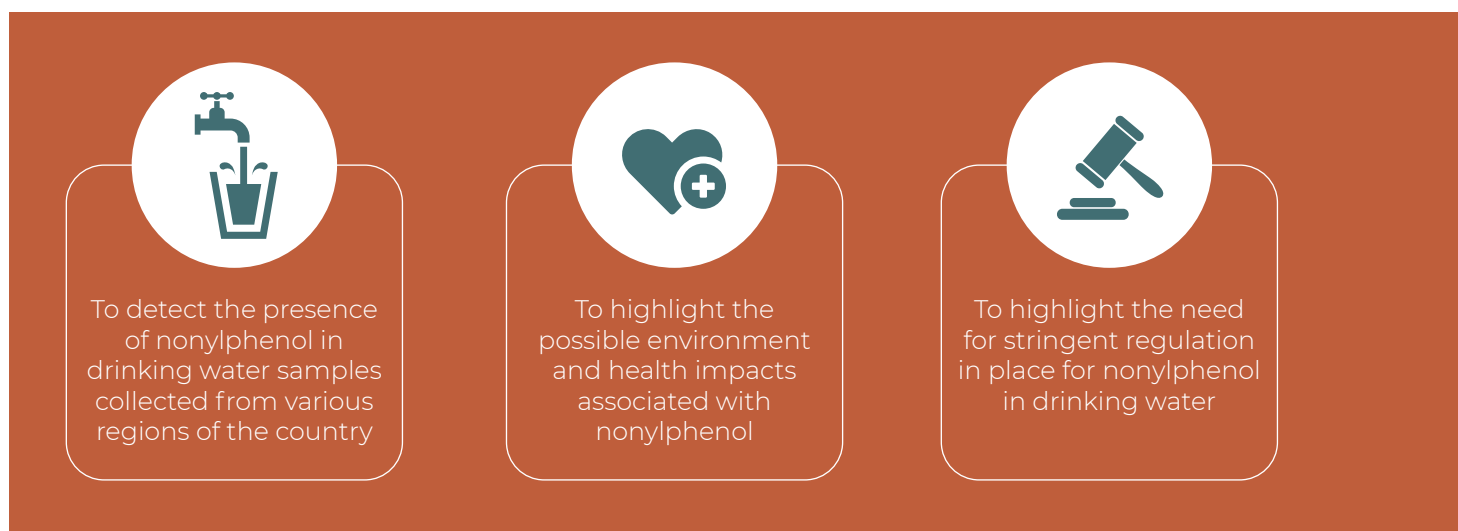 To detect the presence
of nonylphenol in
drinking water samples
collected from various
regions of the country
To highlight the
possible environment
and health impacts
associated with
nonylphenol
To highlight the need
for stringent regulation
in place for nonylphenol
in drinking water